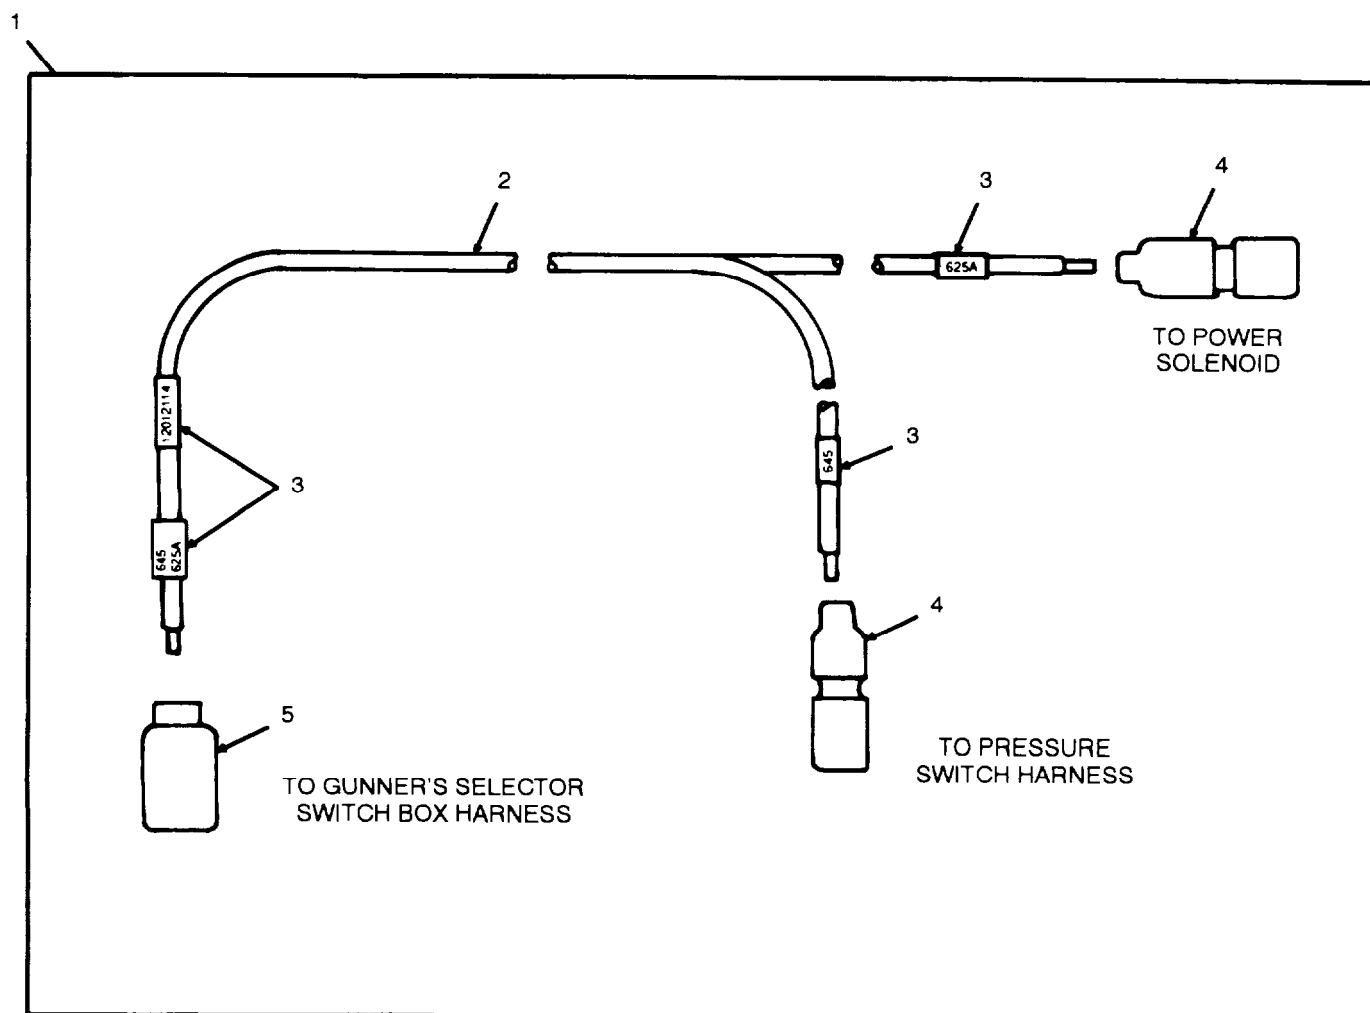 1
2
3
4
625A
TO POWER
SOLENOID
12012114
3
645
3
645
625A
4
5
TO GUNNER'S SELECTOR
SWITCH BOX HARNESS
TO PRESSURE
SWITCH HARNESS